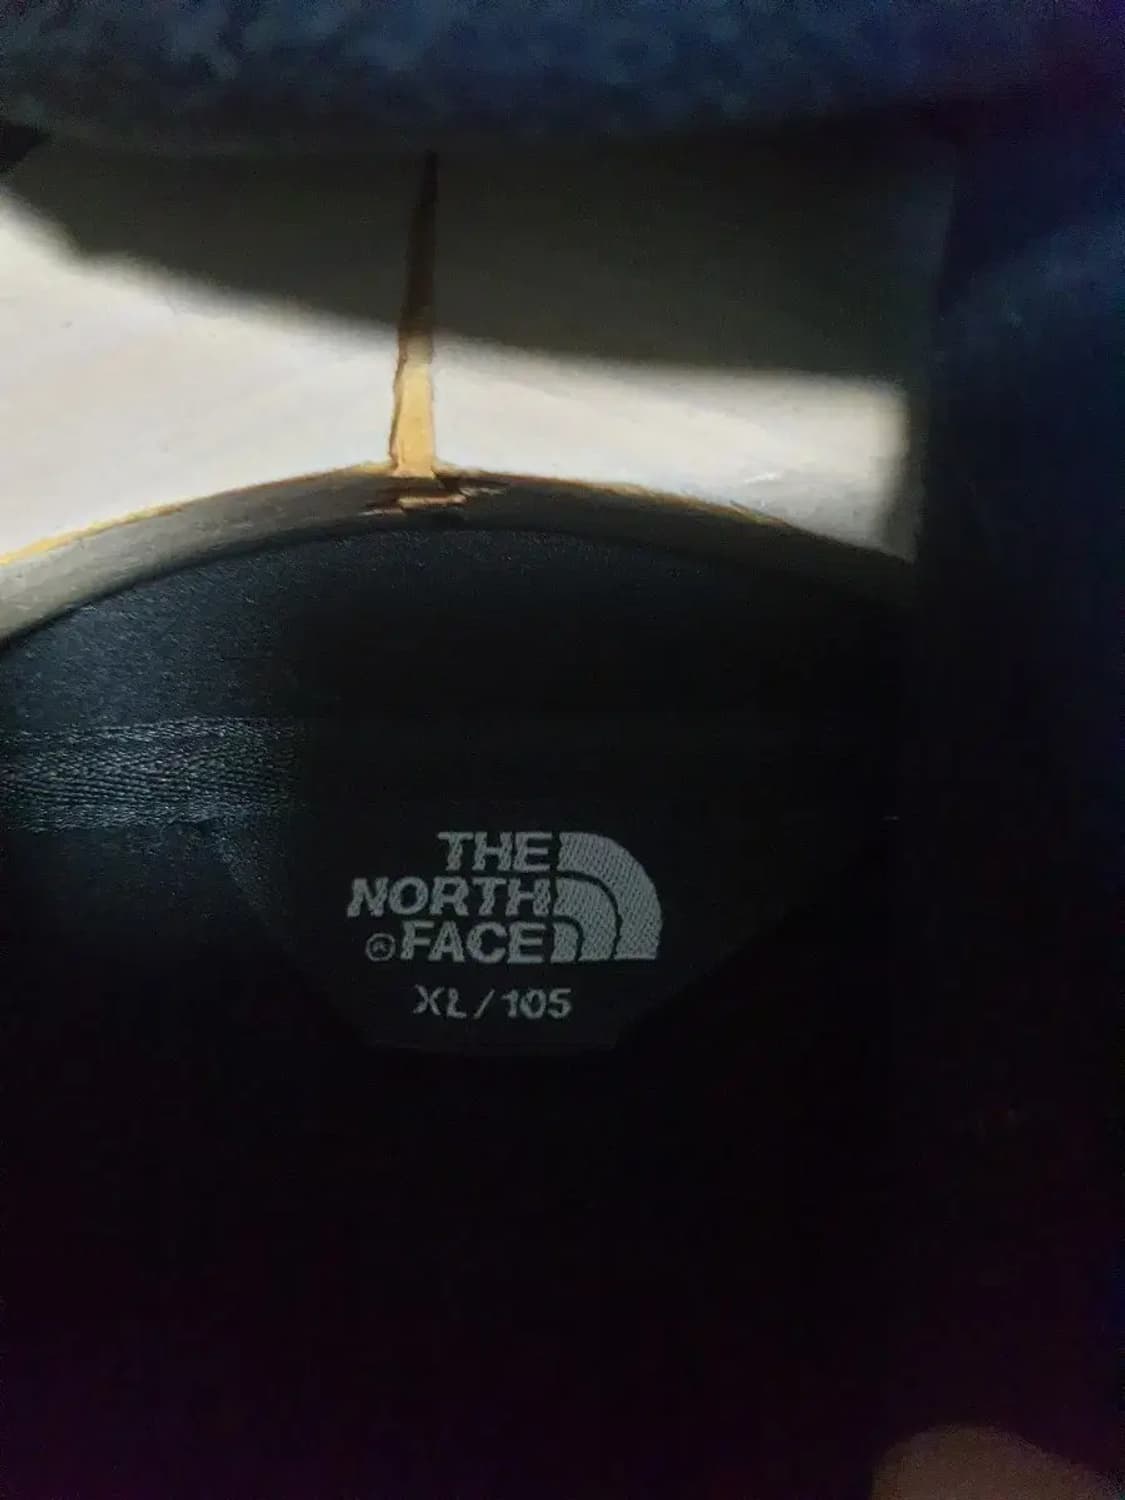 THE
NORTH
®FACE
XL/105